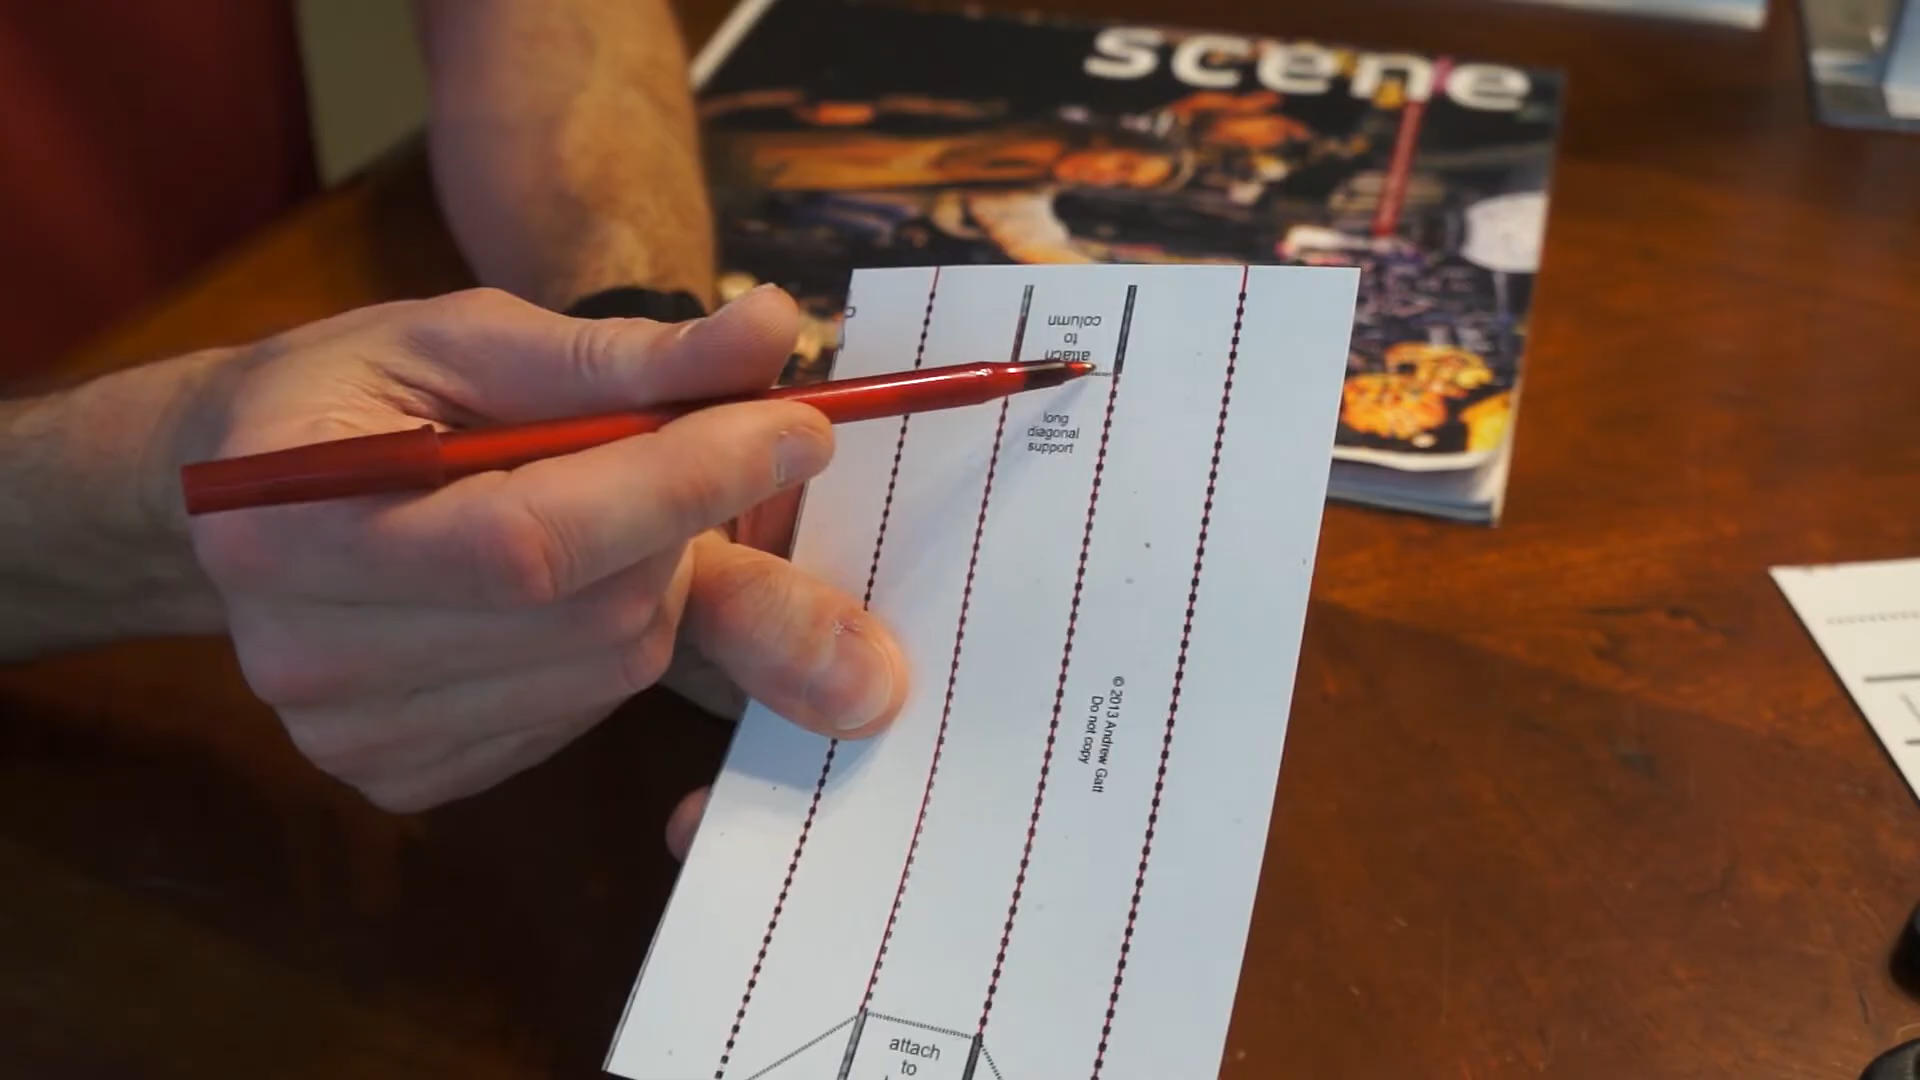 scene
column
to
attach
long
diagonal
support
© 2013 Andrew Gatt
Do not copy
attach
to